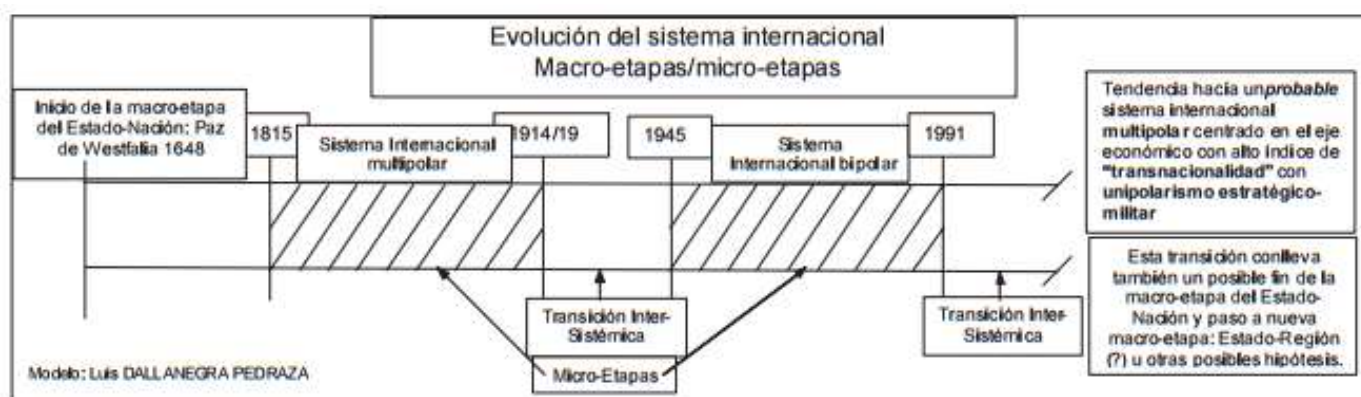 Evolución del sistema internacional
Macro-etapas/micro-etapas
Inicio de la macro-etapa
del Estado-Nación: Paz
de Westfalia 1648
1815
Sistema Internacional
multipolar
1914/19
1945
Sistema
Internacional bipolar
1991
Tendencia hacia un probable
sistema internacional
multipolar centrado en el eje
económico con alto índice de
"transnacionalidad" con
unipolarismo estratégico-
militar
Esta transición conlleva
también un posible fin de la
macro-etapa del Estado-
Nación y paso a nueva
macro-etapa: Estado-Región
(?) u otras posibles hipótesis.
Transición Inter-
Sistémica
Transición Inter-
Sistémica
Micro-Etapas
Modelo: Luis DALLANEGRA PEDRAZA